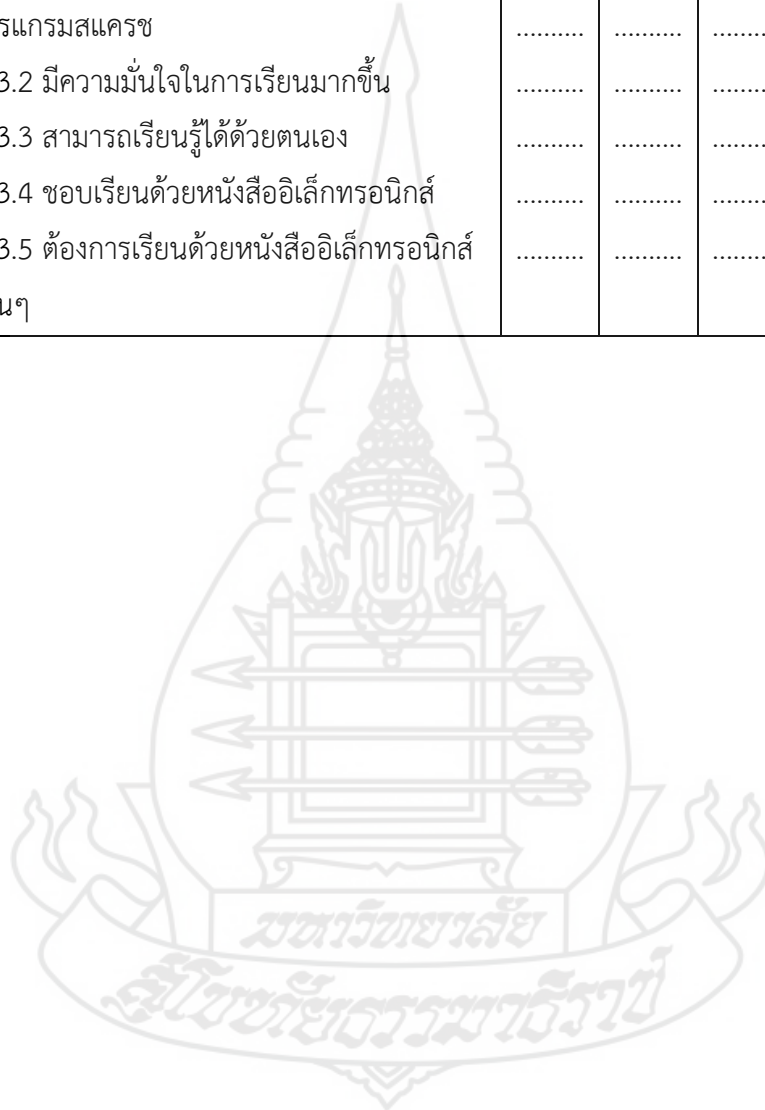 รแกรมสแครช .......... .......... ........
3.2 มีความมั่นใจในการเรียนมากขึ้น .......... .......... ........
3.3 สามารถเรียนรู้ได้ด้วยตนเอง .......... .......... ........
3.4 ชอบเรียนด้วยหนังสืออิเล็กทรอนิกส์ .......... .......... ........
3.5 ต้องการเรียนด้วยหนังสืออิเล็กทรอนิกส์ .......... .......... ........
นๆ
มหาวิทยาลัย
สุโขทัยธรรมาธิราช